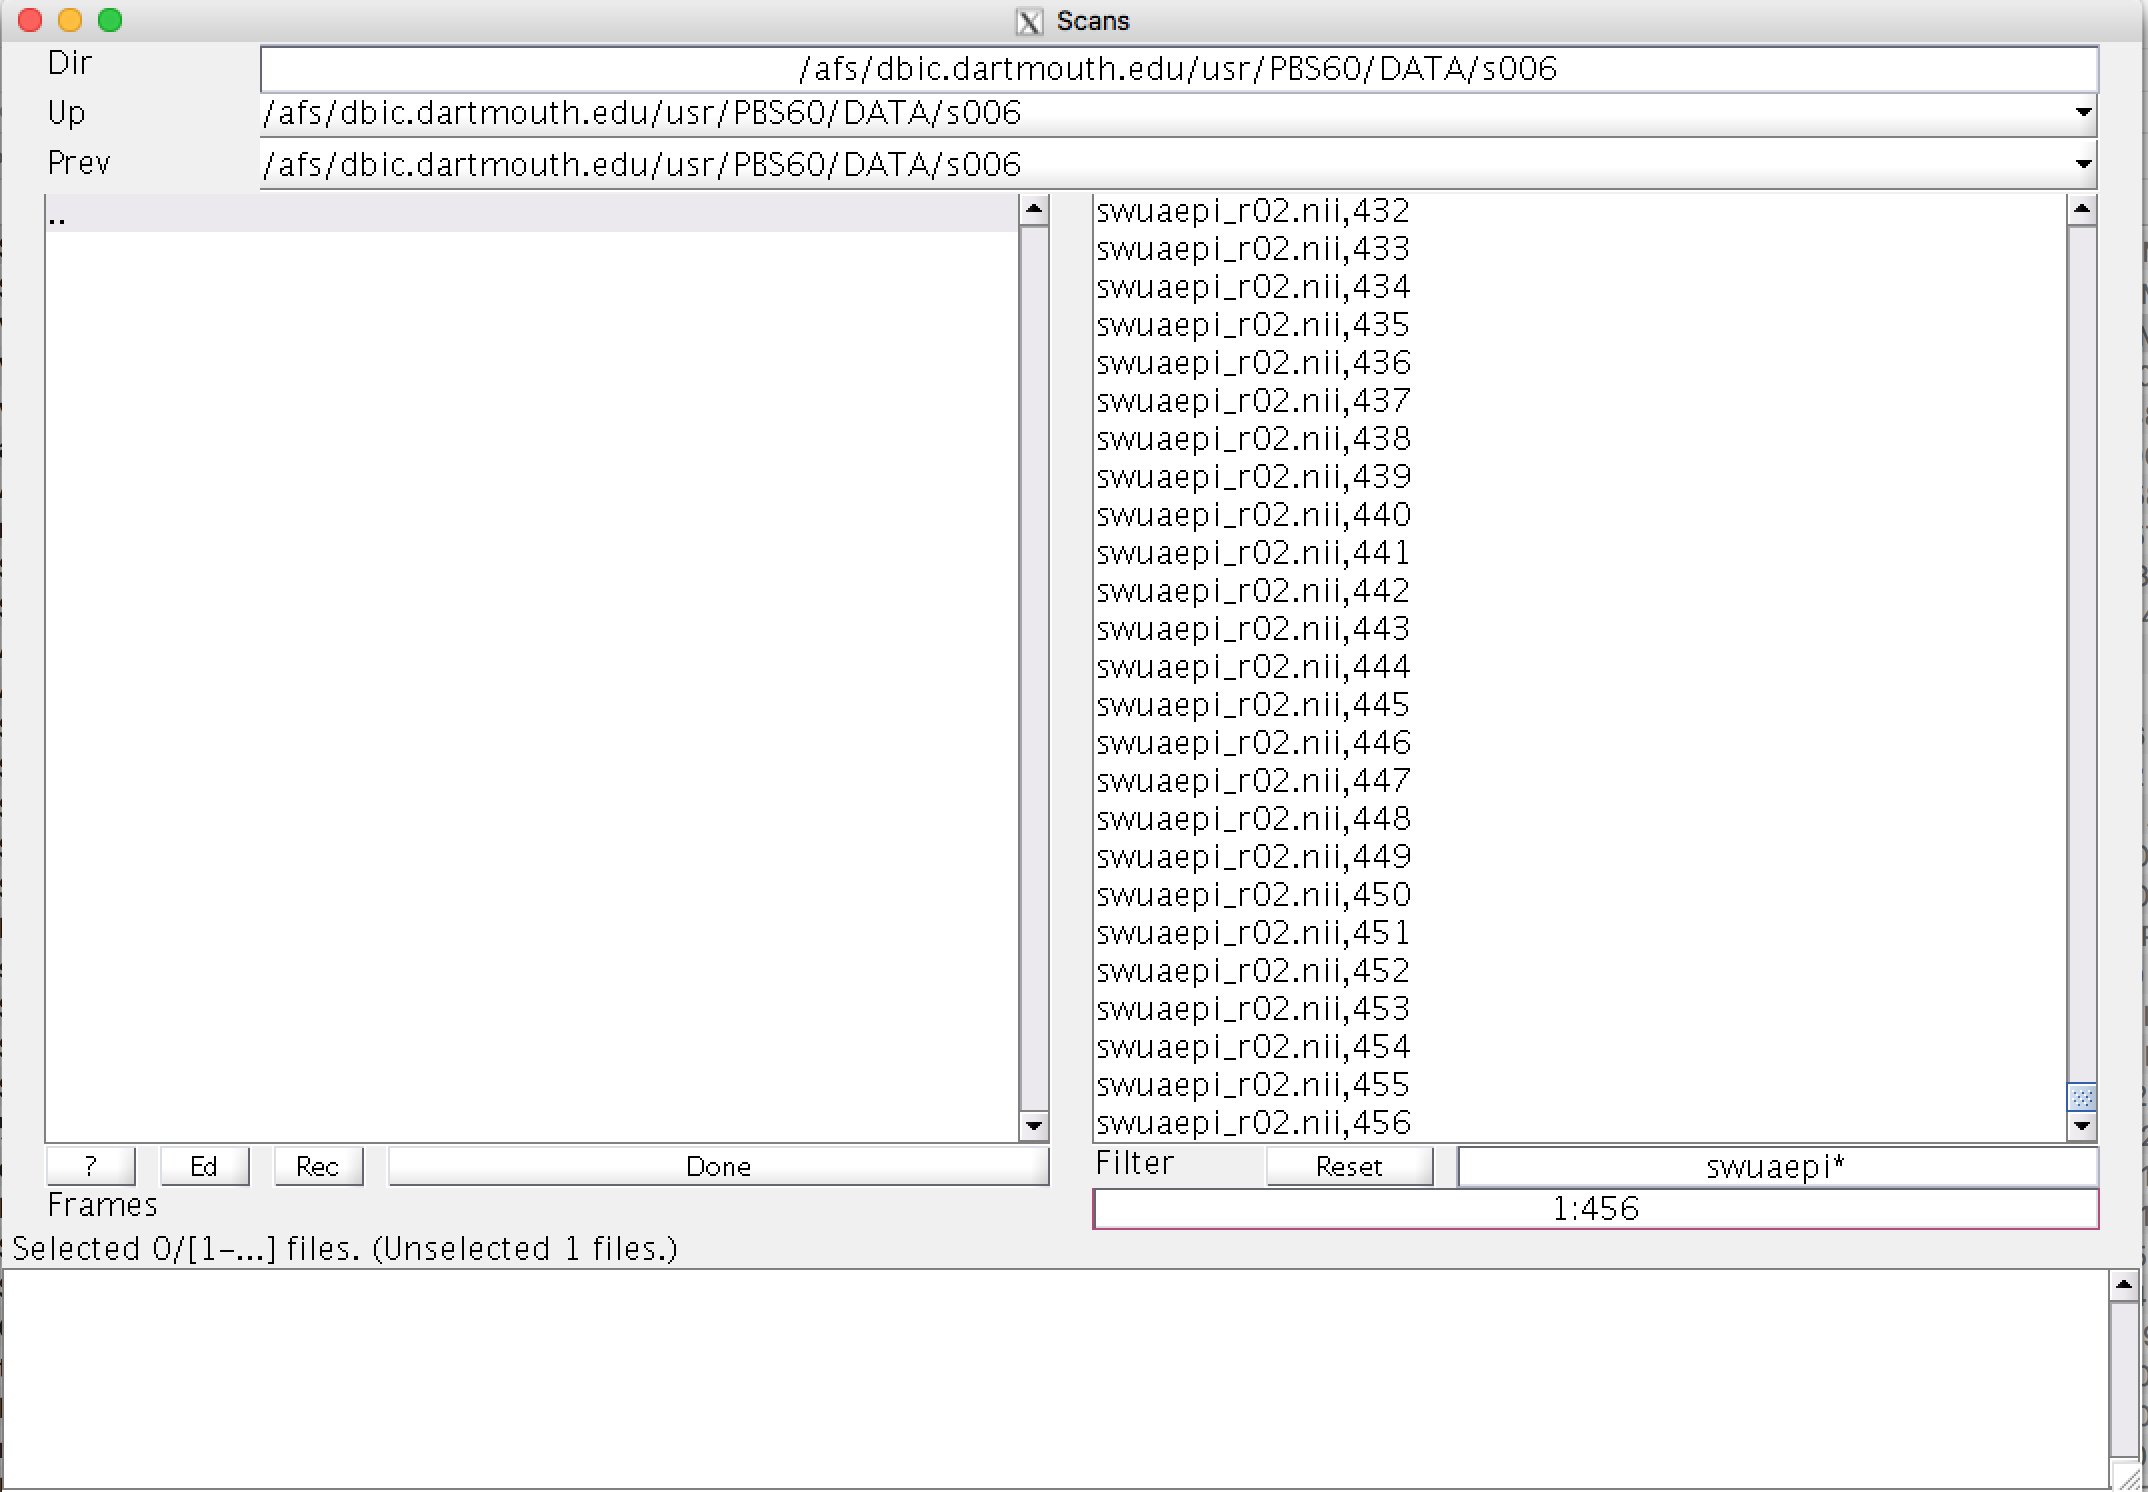 Scans
Dir /afs/dbic.dartmouth.edu/usr/PBS60/DATA/s006
Up /afs/dbic.dartmouth.edu/usr/PBS60/DATA/s006
Prev /afs/dbic.dartmouth.edu/usr/PBS60/DATA/s006
..
swuaepi_r02.nii,432
swuaepi_r02.nii,433
swuaepi_r02.nii,434
swuaepi_r02.nii,435
swuaepi_r02.nii,436
swuaepi_r02.nii,437
swuaepi_r02.nii,438
swuaepi_r02.nii,439
swuaepi_r02.nii,440
swuaepi_r02.nii,441
swuaepi_r02.nii,442
swuaepi_r02.nii,443
swuaepi_r02.nii,444
swuaepi_r02.nii,445
swuaepi_r02.nii,446
swuaepi_r02.nii,447
swuaepi_r02.nii,448
swuaepi_r02.nii,449
swuaepi_r02.nii,450
swuaepi_r02.nii,451
swuaepi_r02.nii,452
swuaepi_r02.nii,453
swuaepi_r02.nii,454
swuaepi_r02.nii,455
swuaepi_r02.nii,456
? Ed Rec Done
Filter Reset swuaepi*
Frames 1:456
Selected 0/[1-...] files. (Unselected 1 files.)